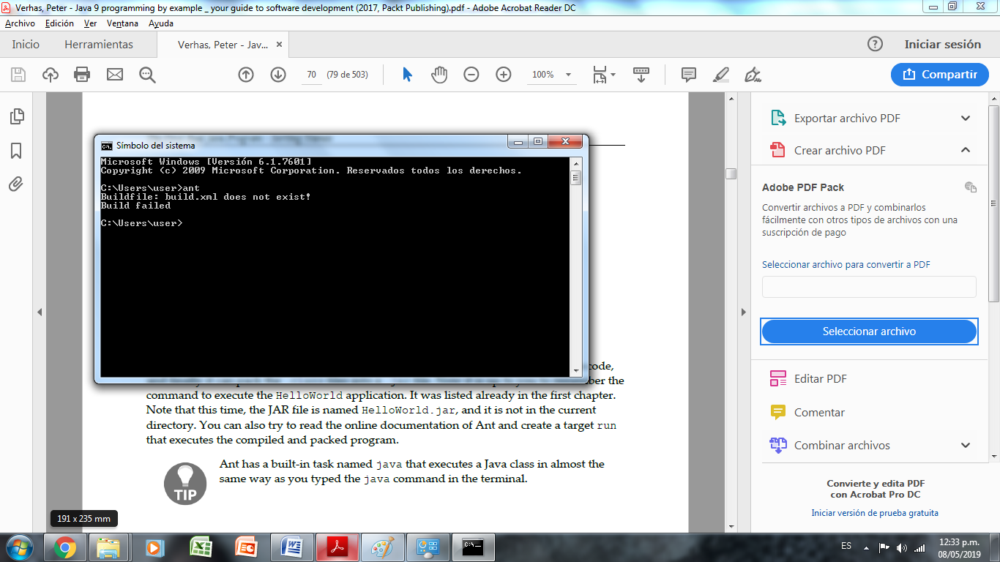 Verhas, Peter - Java 9 programming by example _ your guide to software development (2017, Packt Publishing).pdf - Adobe Acrobat Reader DC
Archivo Edición Ver Ventana Ayuda
Inicio Herramientas Verhas, Peter - Jav... × ? Iniciar sesión
70 (79 de 503) 100% Compartir
Símbolo del sistema
Microsoft Windows [Versión 6.1.7601]
Copyright (c) 2009 Microsoft Corporation. Reservados todos los derechos.
C:\Users\user>ant
Buildfile: build.xml does not exist!
Build failed
C:\Users\user>
code,
ber the
command to execute the HelloWorld application. It was listed already in the first chapter.
Note that this time, the JAR file is named HelloWorld.jar, and it is not in the current
directory. You can also try to read the online documentation of Ant and create a target run
that executes the compiled and packed program.
TIP
Ant has a built-in task named java that executes a Java class in almost the
same way as you typed the java command in the terminal.
191 x 235 mm
Exportar archivo PDF
Crear archivo PDF
Adobe PDF Pack
Convertir archivos a PDF y combinarlos
fácilmente con otros tipos de archivos con una
suscripción de pago
Seleccionar archivo para convertir a PDF
Seleccionar archivo
Editar PDF
Comentar
Combinar archivos
Convierte y edita PDF
con Acrobat Pro DC
Iniciar versión de prueba gratuita
ES 12:33 p.m.
08/05/2019